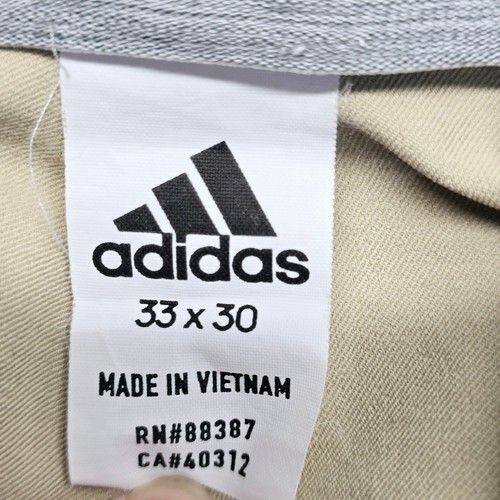 adidas
33 x 30
MADE IN VIETNAM
RN#88387
CA#40312